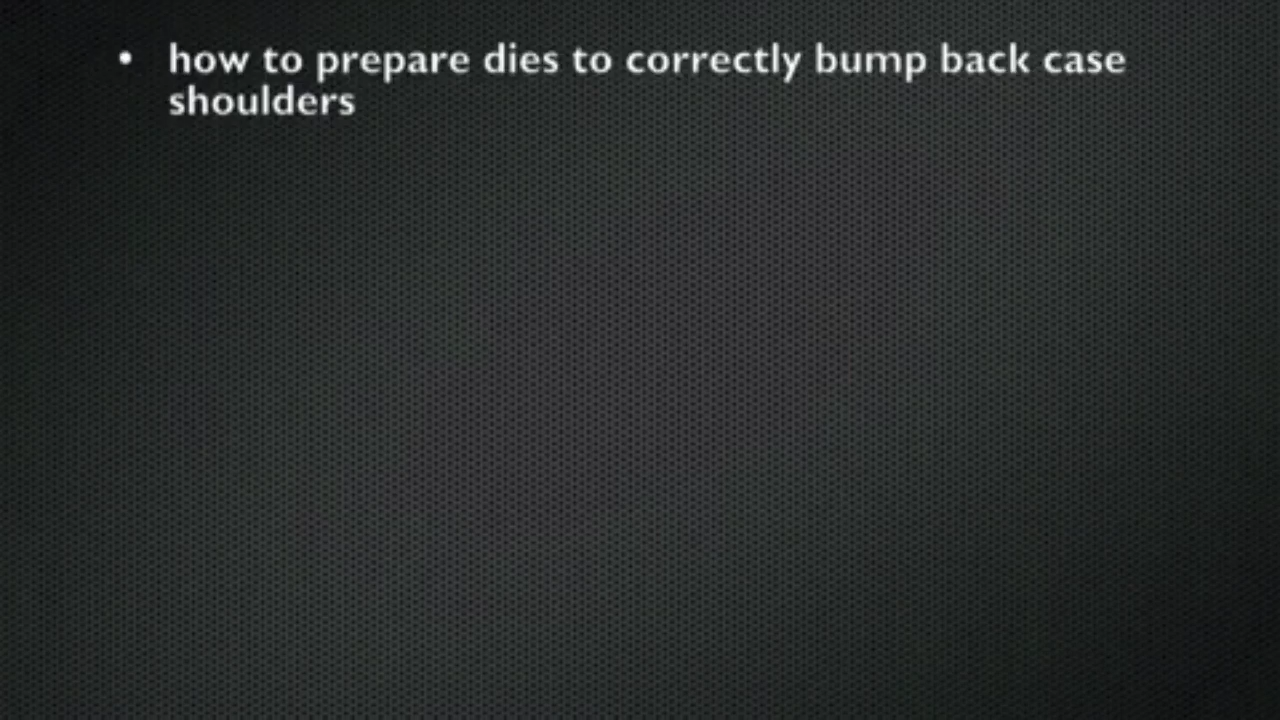 • how to prepare dies to correctly bump back case
shoulders